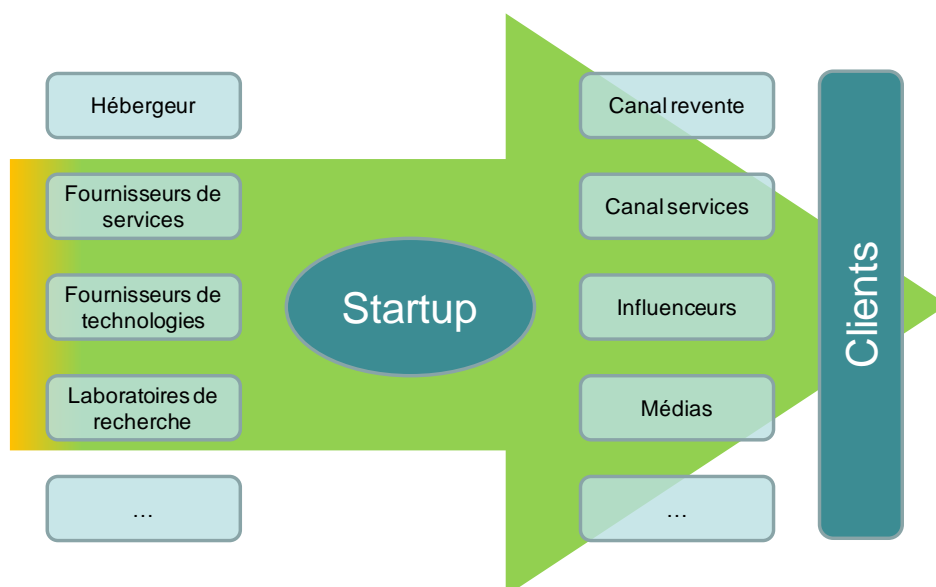 Hébergeur
Fournisseurs de
services
Fournisseurs de
technologies
Laboratoires de
recherche
…
Startup
Canal revente
Canal services
Influenceurs
Médias
…
Clients